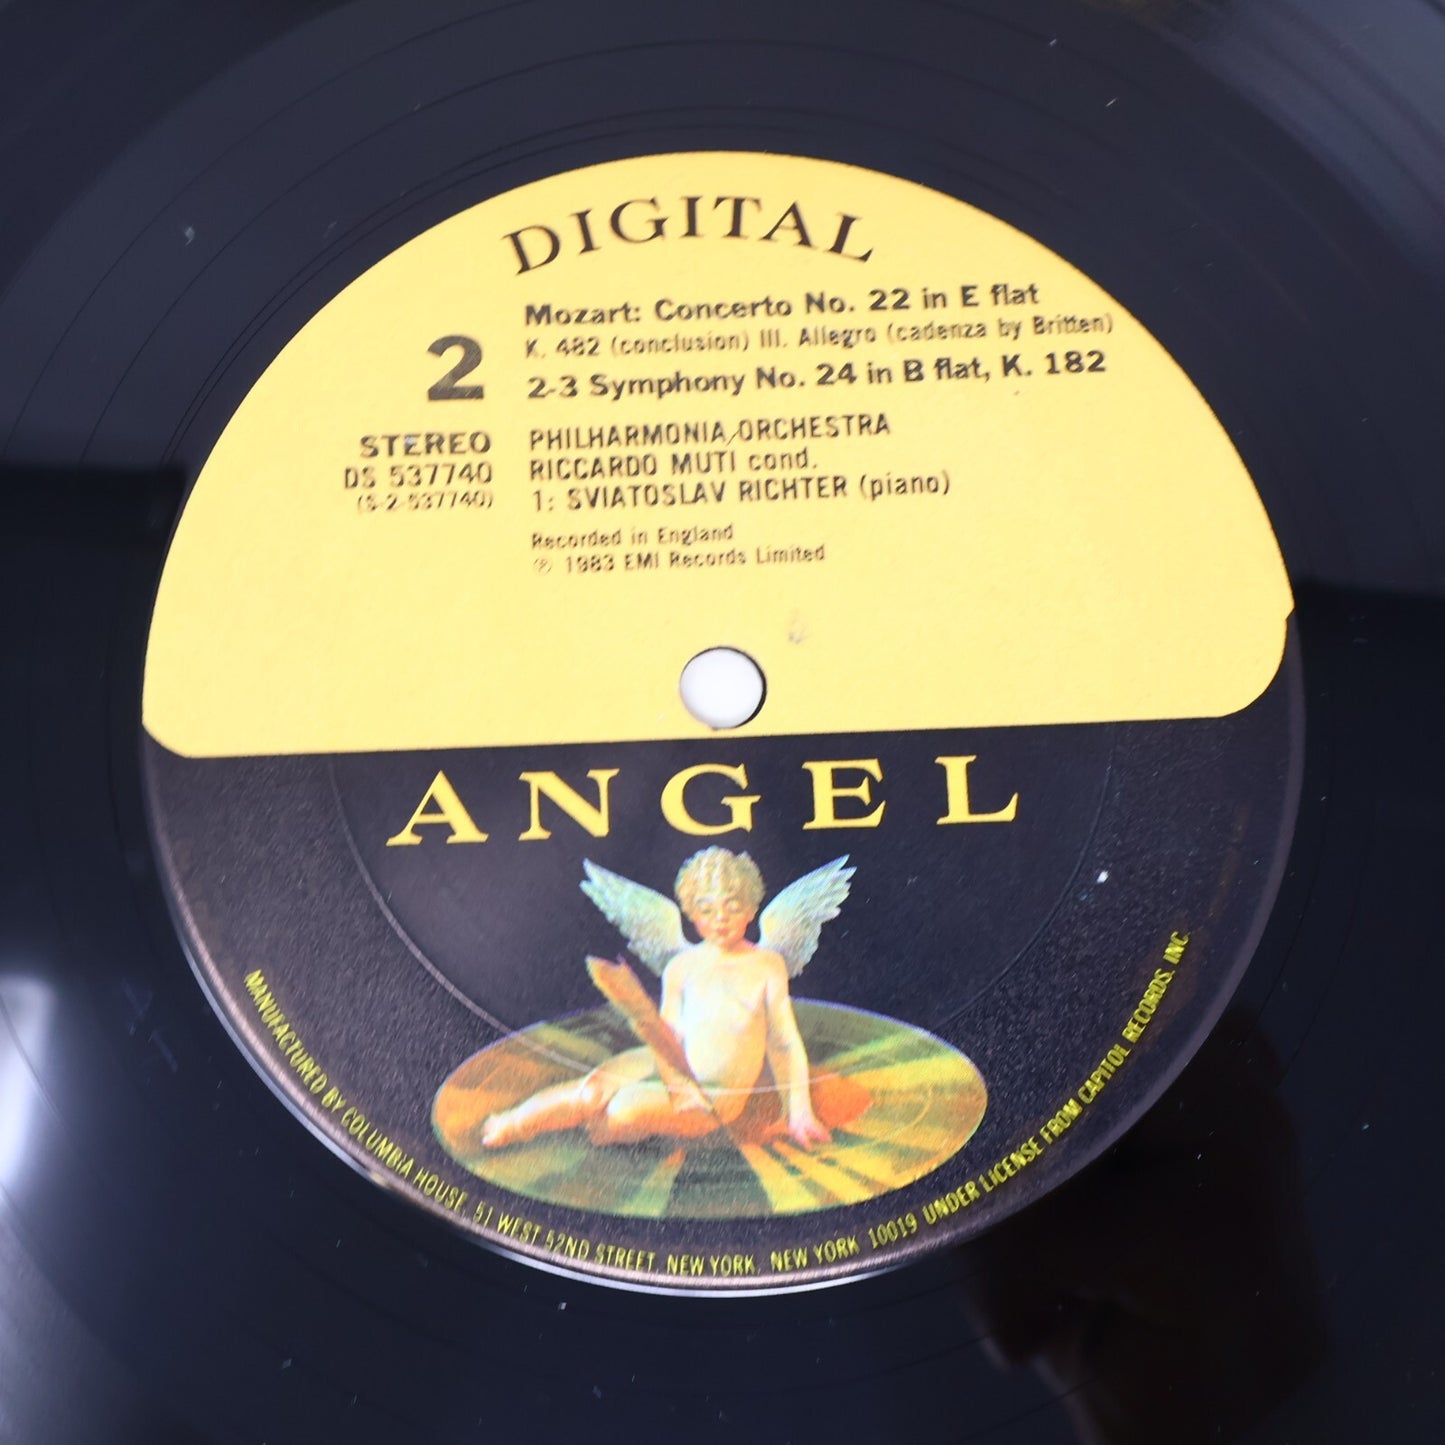 DIGITAL
Mozart: Concerto No. 22 in E flat
K. 482 (conclusion) III. Allegro (cadenza by Britten)
2
2-3 Symphony No. 24 in B flat, K. 182
STEREO
DS 537740
(S-2-537740)
PHILHARMONIA/ORCHESTRA
RICCARDO MUTI cond.
1: SVIATOSLAV RICHTER (piano)
Recorded in England
℗ 1983 EMI Records Limited
ANGEL
MANUFACTURED BY COLUMBIA HOUSE, 51 WEST 52ND STREET, NEW YORK, NEW YORK 10019 UNDER LICENSE FROM CAPITOL RECORDS, INC